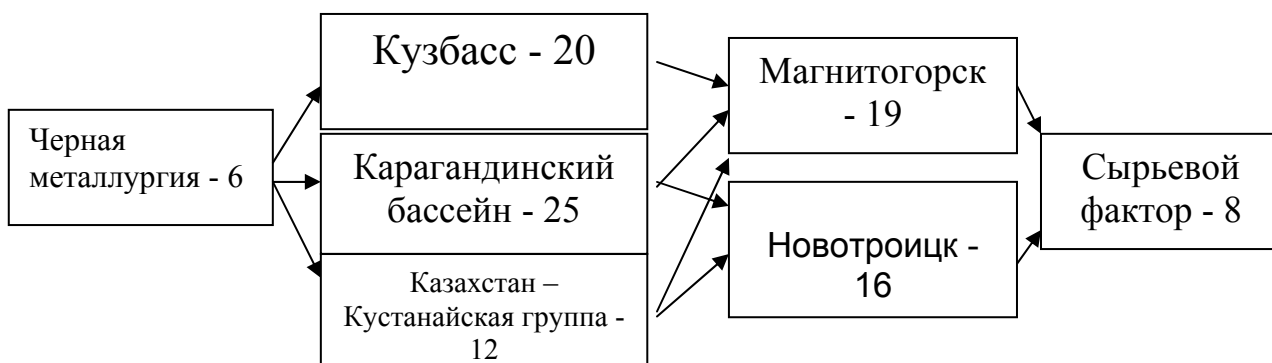 Черная
металлургия - 6
Кузбасс - 20
Карагандинский
бассейн - 25
Казахстан –
Кустанайская группа -
12
Магнитогорск
- 19
Новотроицк -
16
Сырьевой
фактор - 8